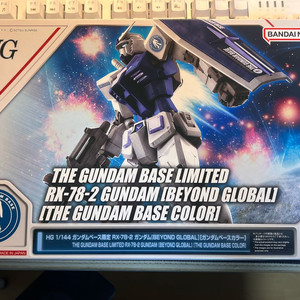 G
BANDAI N
THE GUNDAM BASE LIMITED
RX-78-2 GUNDAM [BEYOND GLOBAL]
[THE GUNDAM BASE COLOR]
HG 1/144 ガンダムベース限定 RX-78-2 ガンダム[BEYOND GLOBAL][ガンダムベースカラー]
THE GUNDAM BASE LIMITED RX-78-2 GUNDAM [BEYOND GLOBAL] [THE GUNDAM BASE COLOR]
MADE IN JAPAN